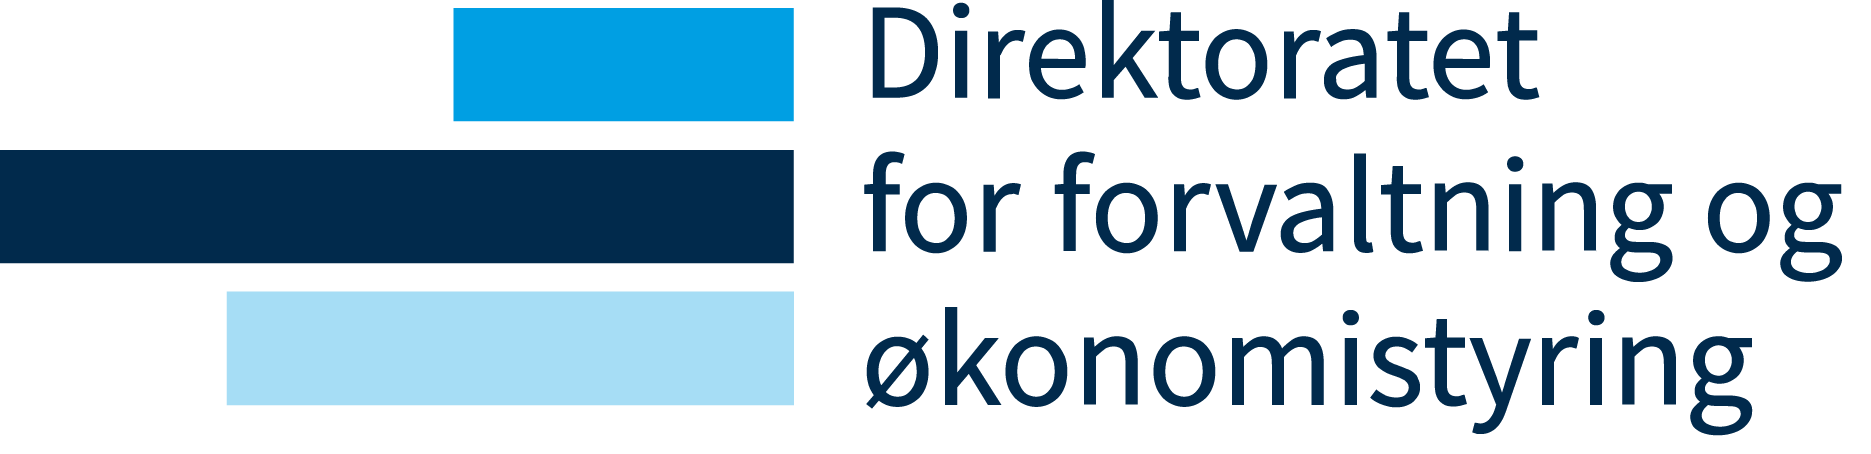 Direktoratet
for forvaltning og
økonomistyring